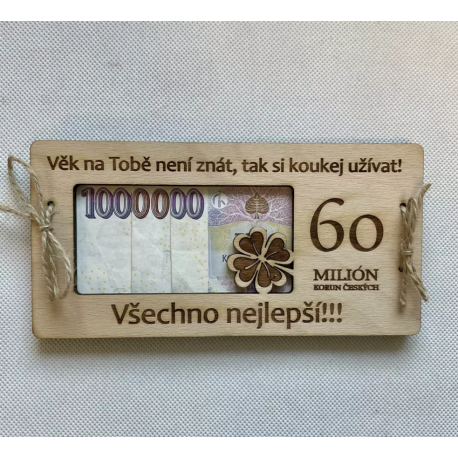 Věk na Tobě není znát, tak si koukej užívat!
1000000
60
MILIÓN
KORUN ČESKÝCH
Všechno nejlepší!!!